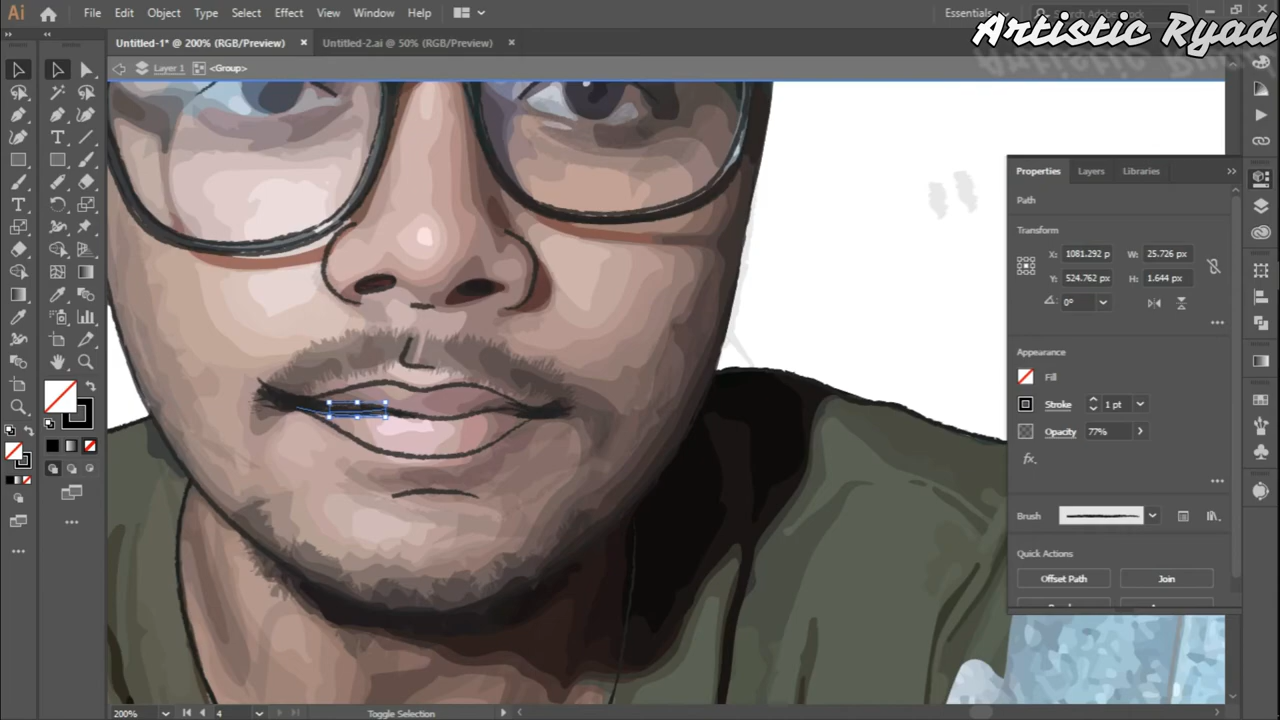 Ai File Edit Object Type Select Effect View Window Help Essentials
Artistic Ryad
Untitled-1* @ 200% (RGB/Preview) × Untitled-2.ai @ 50% (RGB/Preview) ×
Layer 1 <Group>
Properties Layers Libraries
Path
Transform
X: 1081.292 p W: 25.726 px
Y: 524.762 px H: 1.644 px
0°
Appearance
Fill
Stroke 1 pt
Opacity 77%
fx.
Brush
Quick Actions
Offset Path Join
200% 4 Toggle Selection